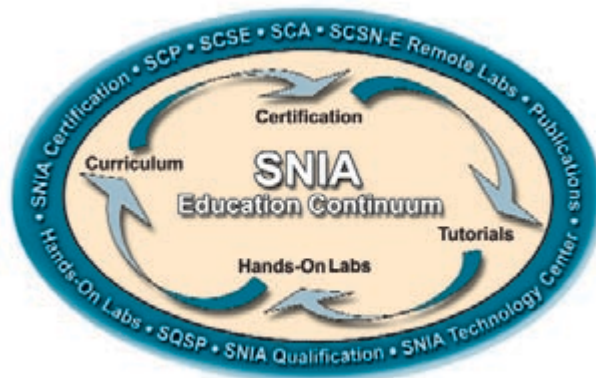 • SNIA Certification • SCP • SCSE • SCA • SCSN-E Remote Labs • Publications •
Certification
Curriculum
SNIA
Education Continuum
Tutorials
Hands-On Labs
Hands-On Labs • SQSP • SNIA Qualification • SNIA Technology Center •